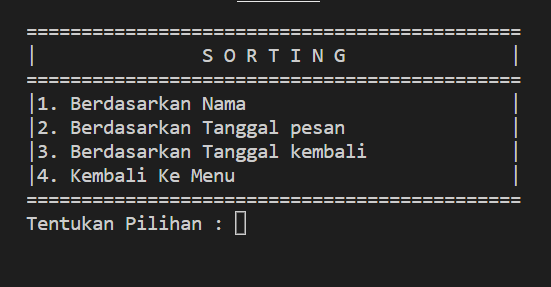 =============================================
| S O R T I N G |
=============================================
|1. Berdasarkan Nama |
|2. Berdasarkan Tanggal pesan |
|3. Berdasarkan Tanggal kembali |
|4. Kembali Ke Menu |
=============================================
Tentukan Pilihan :